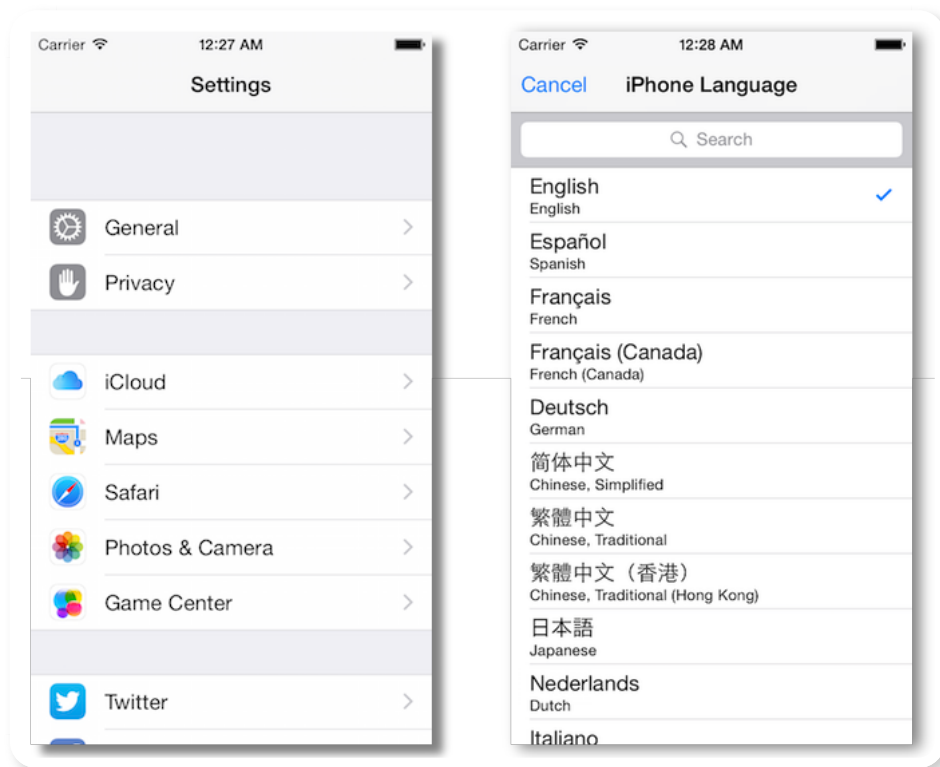 Carrier 12:27 AM
Settings
General
Privacy
iCloud
Maps
Safari
Photos & Camera
Game Center
Twitter
Carrier 12:28 AM
Cancel iPhone Language
Search
English
English
Español
Spanish
Français
French
Français (Canada)
French (Canada)
Deutsch
German
简体中文
Chinese, Simplified
繁體中文
Chinese, Traditional
繁體中文（香港）
Chinese, Traditional (Hong Kong)
日本語
Japanese
Nederlands
Dutch
Italiano